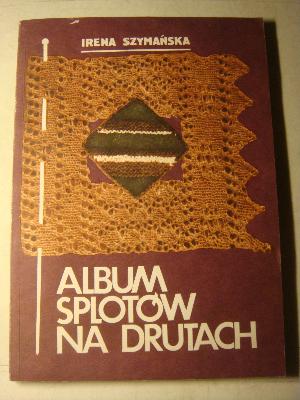 IRENA SZYMAŃSKA
ALBUM
SPLOTÓW
NA DRUTACH